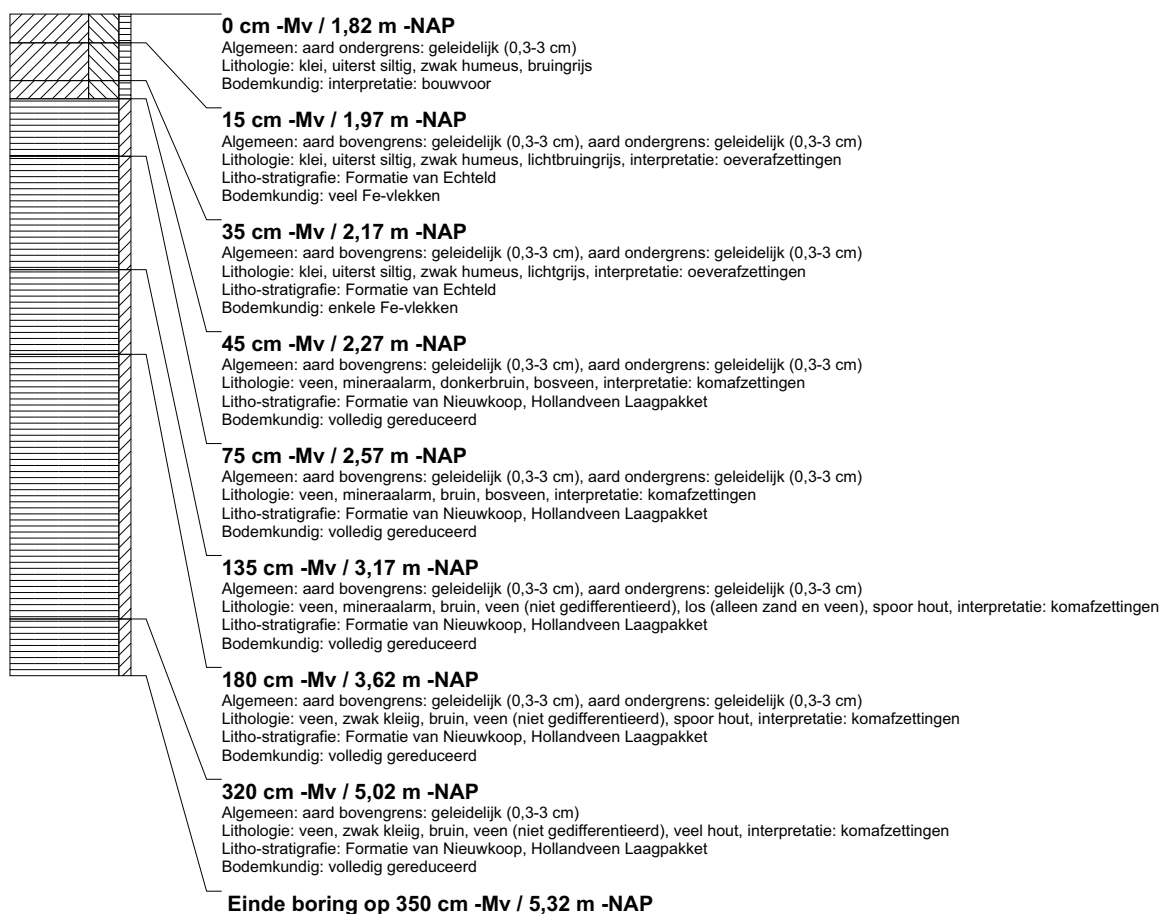 0 cm -Mv / 1,82 m -NAP
Algemeen: aard ondergrens: geleidelijk (0,3-3 cm)
Lithologie: klei, uiterst siltig, zwak humeus, bruingrijs
Bodemkundig: interpretatie: bouwvoor
15 cm -Mv / 1,97 m -NAP
Algemeen: aard bovengrens: geleidelijk (0,3-3 cm), aard ondergrens: geleidelijk (0,3-3 cm)
Lithologie: klei, uiterst siltig, zwak humeus, lichtbruingrijs, interpretatie: oeverafzettingen
Litho-stratigrafie: Formatie van Echteld
Bodemkundig: veel Fe-vlekken
35 cm -Mv / 2,17 m -NAP
Algemeen: aard bovengrens: geleidelijk (0,3-3 cm), aard ondergrens: geleidelijk (0,3-3 cm)
Lithologie: klei, uiterst siltig, zwak humeus, lichtgrijs, interpretatie: oeverafzettingen
Litho-stratigrafie: Formatie van Echteld
Bodemkundig: enkele Fe-vlekken
45 cm -Mv / 2,27 m -NAP
Algemeen: aard bovengrens: geleidelijk (0,3-3 cm), aard ondergrens: geleidelijk (0,3-3 cm)
Lithologie: veen, mineraalarm, donkerbruin, bosveen, interpretatie: komafzettingen
Litho-stratigrafie: Formatie van Nieuwkoop, Hollandveen Laagpakket
Bodemkundig: volledig gereduceerd
75 cm -Mv / 2,57 m -NAP
Algemeen: aard bovengrens: geleidelijk (0,3-3 cm), aard ondergrens: geleidelijk (0,3-3 cm)
Lithologie: veen, mineraalarm, bruin, bosveen, interpretatie: komafzettingen
Litho-stratigrafie: Formatie van Nieuwkoop, Hollandveen Laagpakket
Bodemkundig: volledig gereduceerd
135 cm -Mv / 3,17 m -NAP
Algemeen: aard bovengrens: geleidelijk (0,3-3 cm), aard ondergrens: geleidelijk (0,3-3 cm)
Lithologie: veen, mineraalarm, bruin, veen (niet gedifferentieerd), los (alleen zand en veen), spoor hout, interpretatie: komafzettingen
Litho-stratigrafie: Formatie van Nieuwkoop, Hollandveen Laagpakket
Bodemkundig: volledig gereduceerd
180 cm -Mv / 3,62 m -NAP
Algemeen: aard bovengrens: geleidelijk (0,3-3 cm), aard ondergrens: geleidelijk (0,3-3 cm)
Lithologie: veen, zwak kleiig, bruin, veen (niet gedifferentieerd), spoor hout, interpretatie: komafzettingen
Litho-stratigrafie: Formatie van Nieuwkoop, Hollandveen Laagpakket
Bodemkundig: volledig gereduceerd
320 cm -Mv / 5,02 m -NAP
Algemeen: aard bovengrens: geleidelijk (0,3-3 cm)
Lithologie: veen, zwak kleiig, bruin, veen (niet gedifferentieerd), veel hout, interpretatie: komafzettingen
Litho-stratigrafie: Formatie van Nieuwkoop, Hollandveen Laagpakket
Bodemkundig: volledig gereduceerd
Einde boring op 350 cm -Mv / 5,32 m -NAP